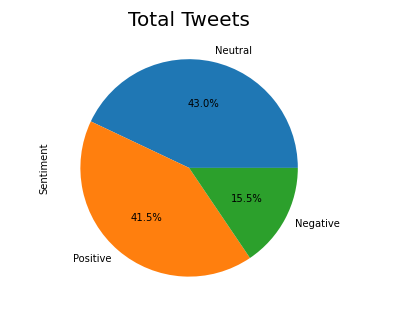 Total Tweets
Neutral
43.0%
Sentiment
15.5%
41.5%
Negative
Positive